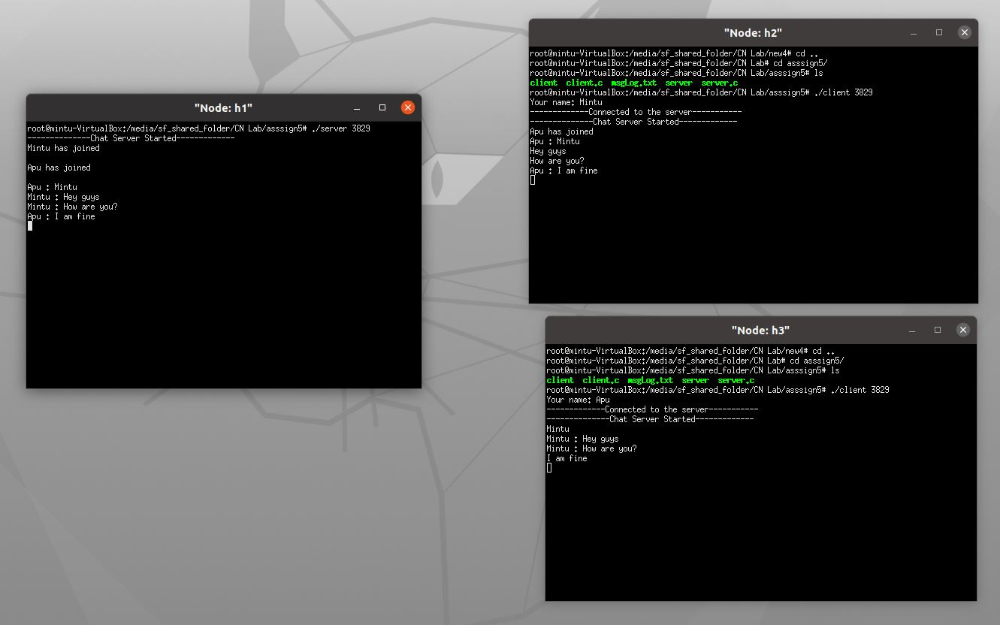 "Node: h1"
root@mintu-VirtualBox:/media/sf_shared_folder/CN Lab/asssign5# ./server 3829
--------------Chat Server Started-------------
Mintu has joined
Apu has joined
Apu : Mintu
Mintu : Hey guys
Mintu : How are you?
Apu : I am fine
"Node: h2"
root@mintu-VirtualBox:/media/sf_shared_folder/CN Lab/new4# cd ..
root@mintu-VirtualBox:/media/sf_shared_folder/CN Lab# cd asssign5/
root@mintu-VirtualBox:/media/sf_shared_folder/CN Lab/asssign5# ls
client  client.c  msgLog.txt  server  server.c
root@mintu-VirtualBox:/media/sf_shared_folder/CN Lab/asssign5# ./client 3829
Your name: Mintu
-------------Connected to the server-----------
--------------Chat Server Started-------------
Apu has joined
Apu : Mintu
Hey guys
How are you?
Apu : I am fine
"Node: h3"
root@mintu-VirtualBox:/media/sf_shared_folder/CN Lab/new4# cd ..
root@mintu-VirtualBox:/media/sf_shared_folder/CN Lab# cd asssign5/
root@mintu-VirtualBox:/media/sf_shared_folder/CN Lab/asssign5# ls
client  client.c  msgLog.txt  server  server.c
root@mintu-VirtualBox:/media/sf_shared_folder/CN Lab/asssign5# ./client 3829
Your name: Apu
-------------Connected to the server-----------
--------------Chat Server Started-------------
Mintu
Mintu : Hey guys
Mintu : How are you?
I am fine